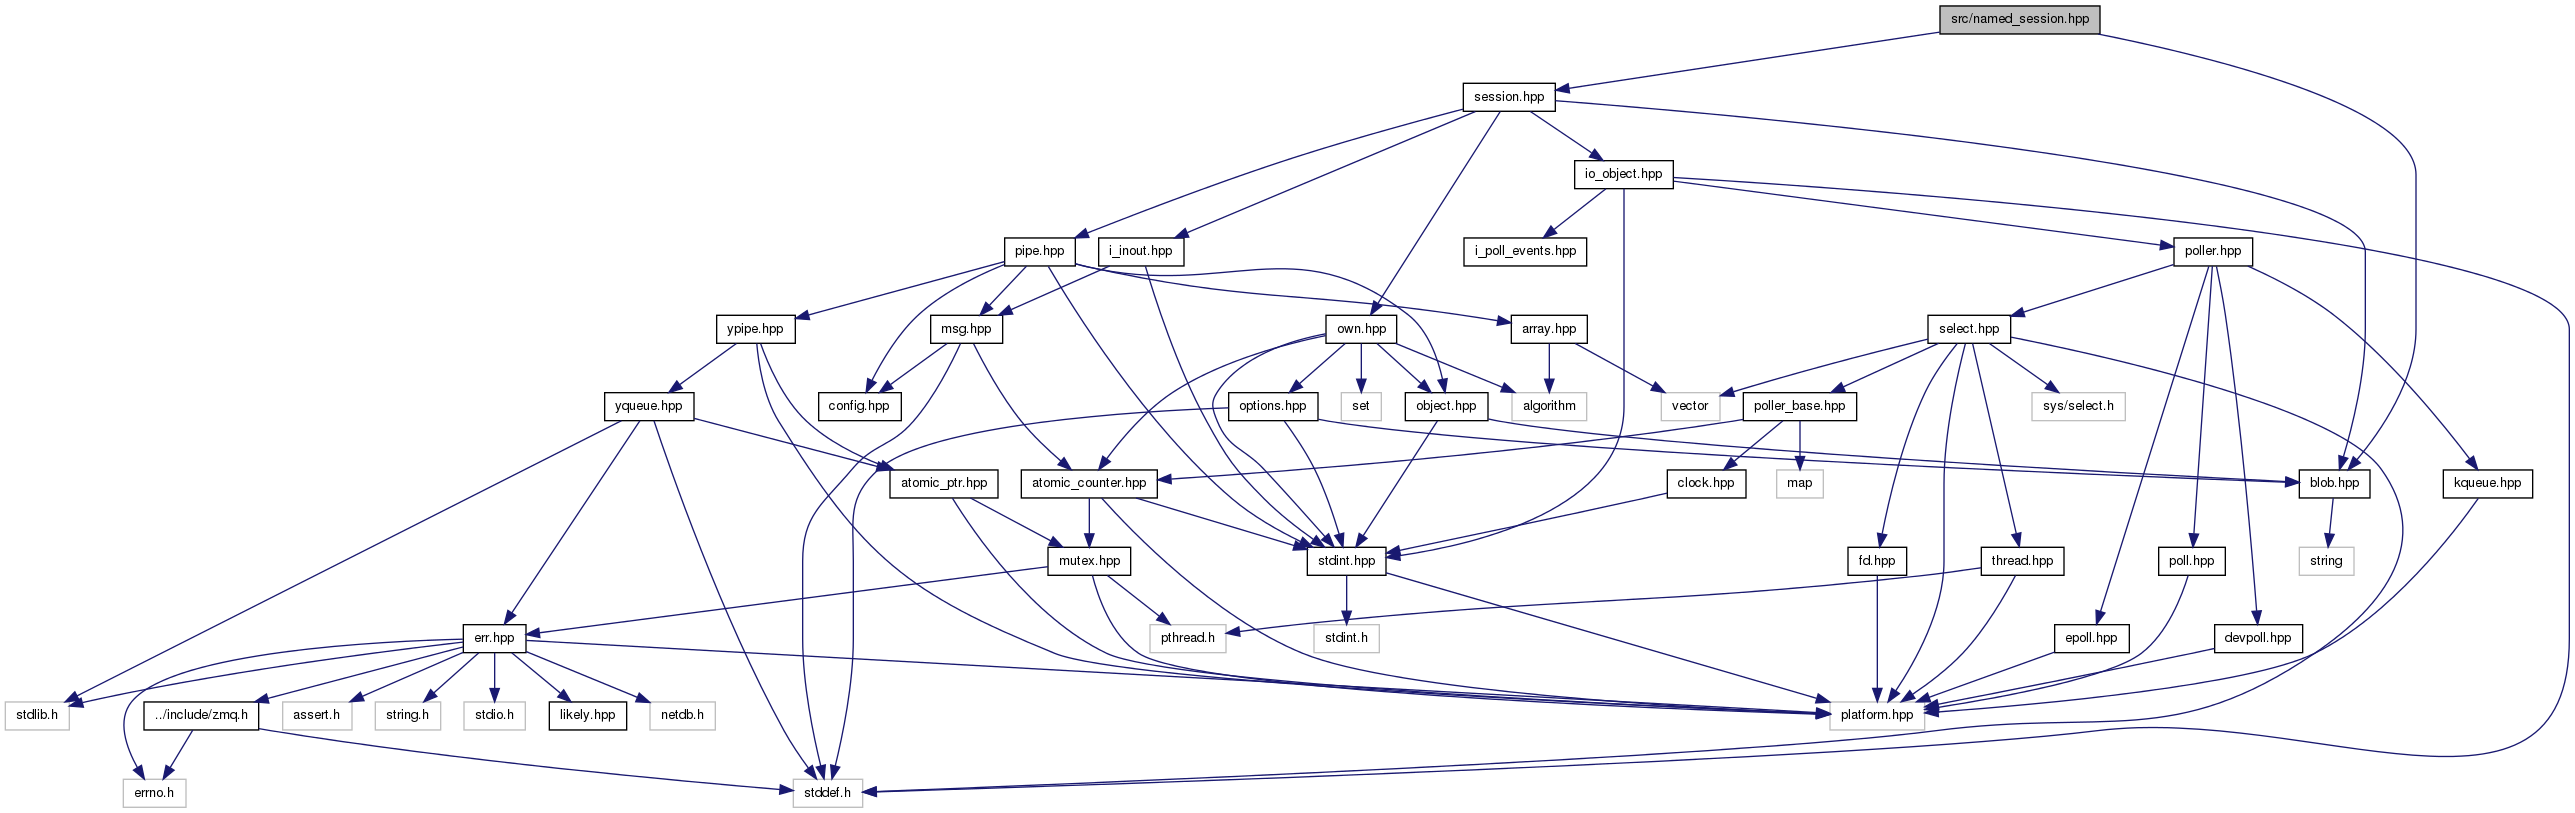 src/named_session.hpp
session.hpp
io_object.hpp
pipe.hpp
i_inout.hpp
i_poll_events.hpp
poller.hpp
ypipe.hpp
msg.hpp
own.hpp
array.hpp
select.hpp
yqueue.hpp
config.hpp
options.hpp
set
object.hpp
algorithm
vector
poller_base.hpp
sys/select.h
atomic_ptr.hpp
atomic_counter.hpp
clock.hpp
map
blob.hpp
kqueue.hpp
mutex.hpp
stdint.hpp
fd.hpp
thread.hpp
poll.hpp
string
err.hpp
pthread.h
stdint.h
epoll.hpp
devpoll.hpp
stdlib.h
../include/zmq.h
assert.h
string.h
stdio.h
likely.hpp
netdb.h
platform.hpp
errno.h
stddef.h